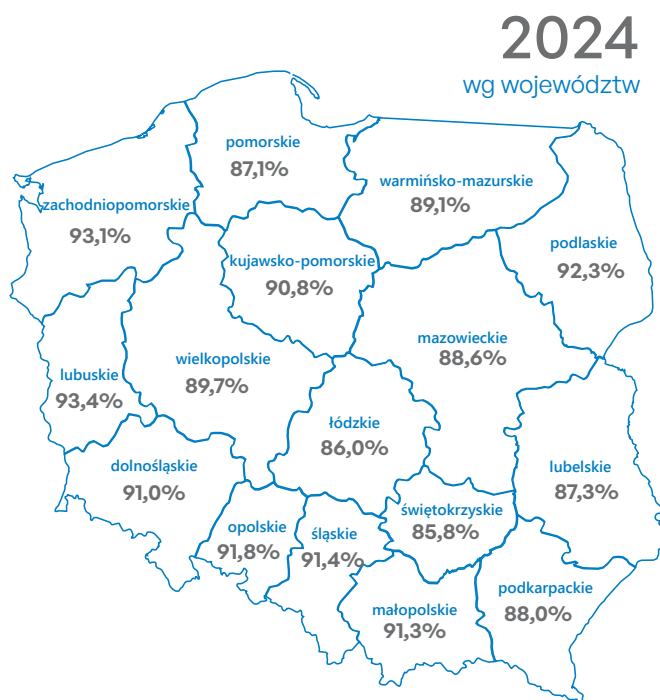 2024
wg województw
pomorskie
87,1%
warmińsko-mazurskie
89,1%
zachodniopomorskie
93,1%
podlaskie
92,3%
kujawsko-pomorskie
90,8%
mazowieckie
88,6%
wielkopolskie
89,7%
lubuskie
93,4%
łódzkie
86,0%
dolnośląskie
91,0%
lubelskie
87,3%
świętokrzyskie
85,8%
opolskie
91,8%
śląskie
91,4%
podkarpackie
88,0%
małopolskie
91,3%